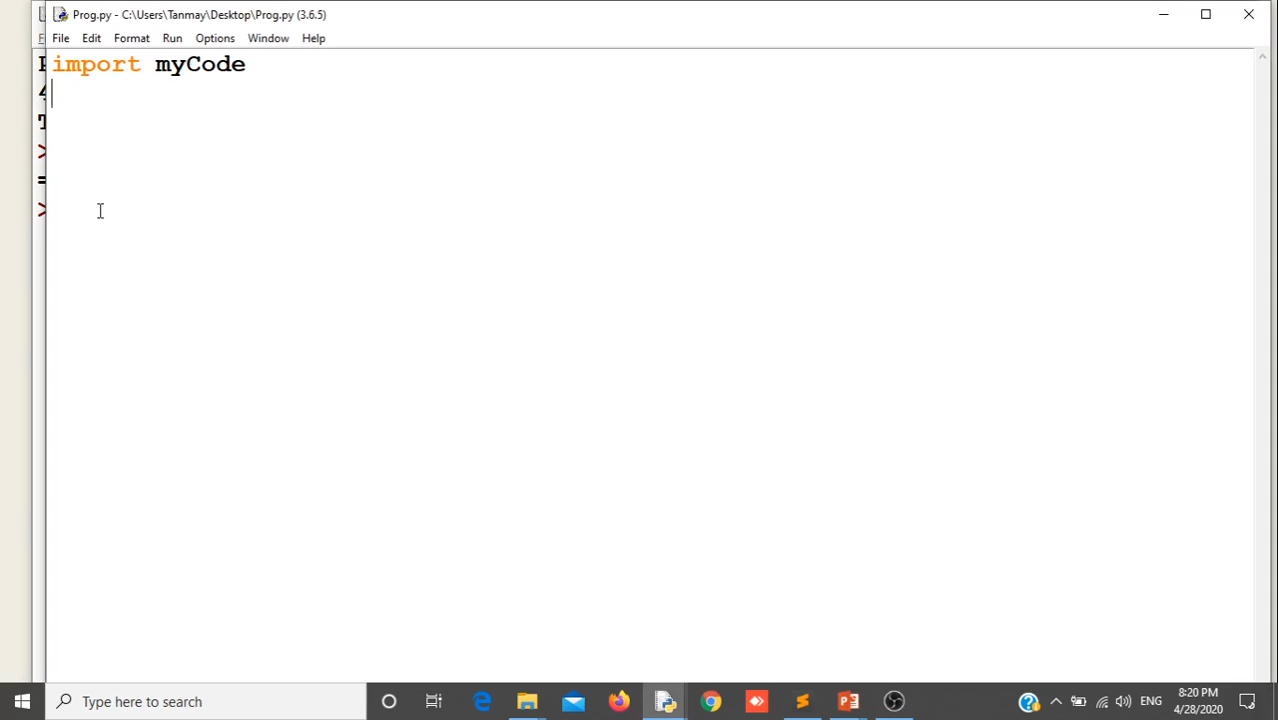 Prog.py - C:\Users\Tanmay\Desktop\Prog.py (3.6.5)
File Edit Format Run Options Window Help
import myCode
>
=
>
Type here to search
ENG
8:20 PM
4/28/2020